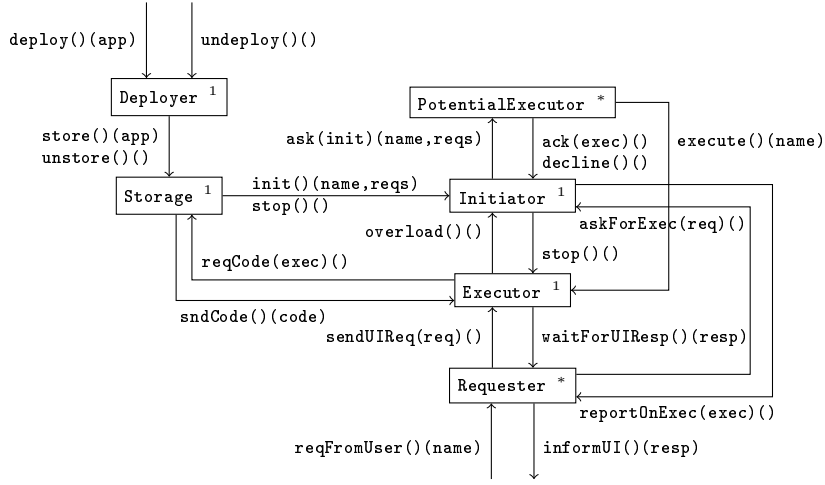 deploy()(app)
undeploy()()
Deployer 1
PotentialExecutor *
store()(app)
unstore()()
ask(init)(name,reqs)
ack(exec)()
decline()()
execute()(name)
Storage 1
init()(name,reqs)
stop()()
Initiator 1
askForExec(req)()
overload()()
stop()()
reqCode(exec)()
Executor 1
sndCode()(code)
sendUIReq(req)()
waitForUIResp()(resp)
Requester *
reportOnExec(exec)()
reqFromUser()(name)
informUI()(resp)